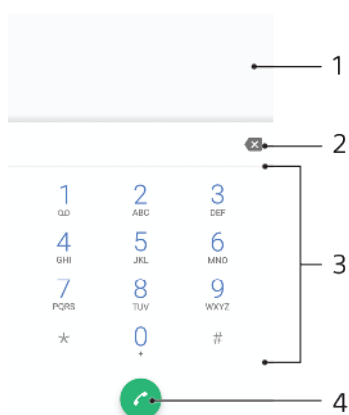 1
2
1 2 3
ABC DEF
4 5 6
GHI JKL MNO
3
7 8 9
PQRS TUV WXYZ
* 0 #
+
4